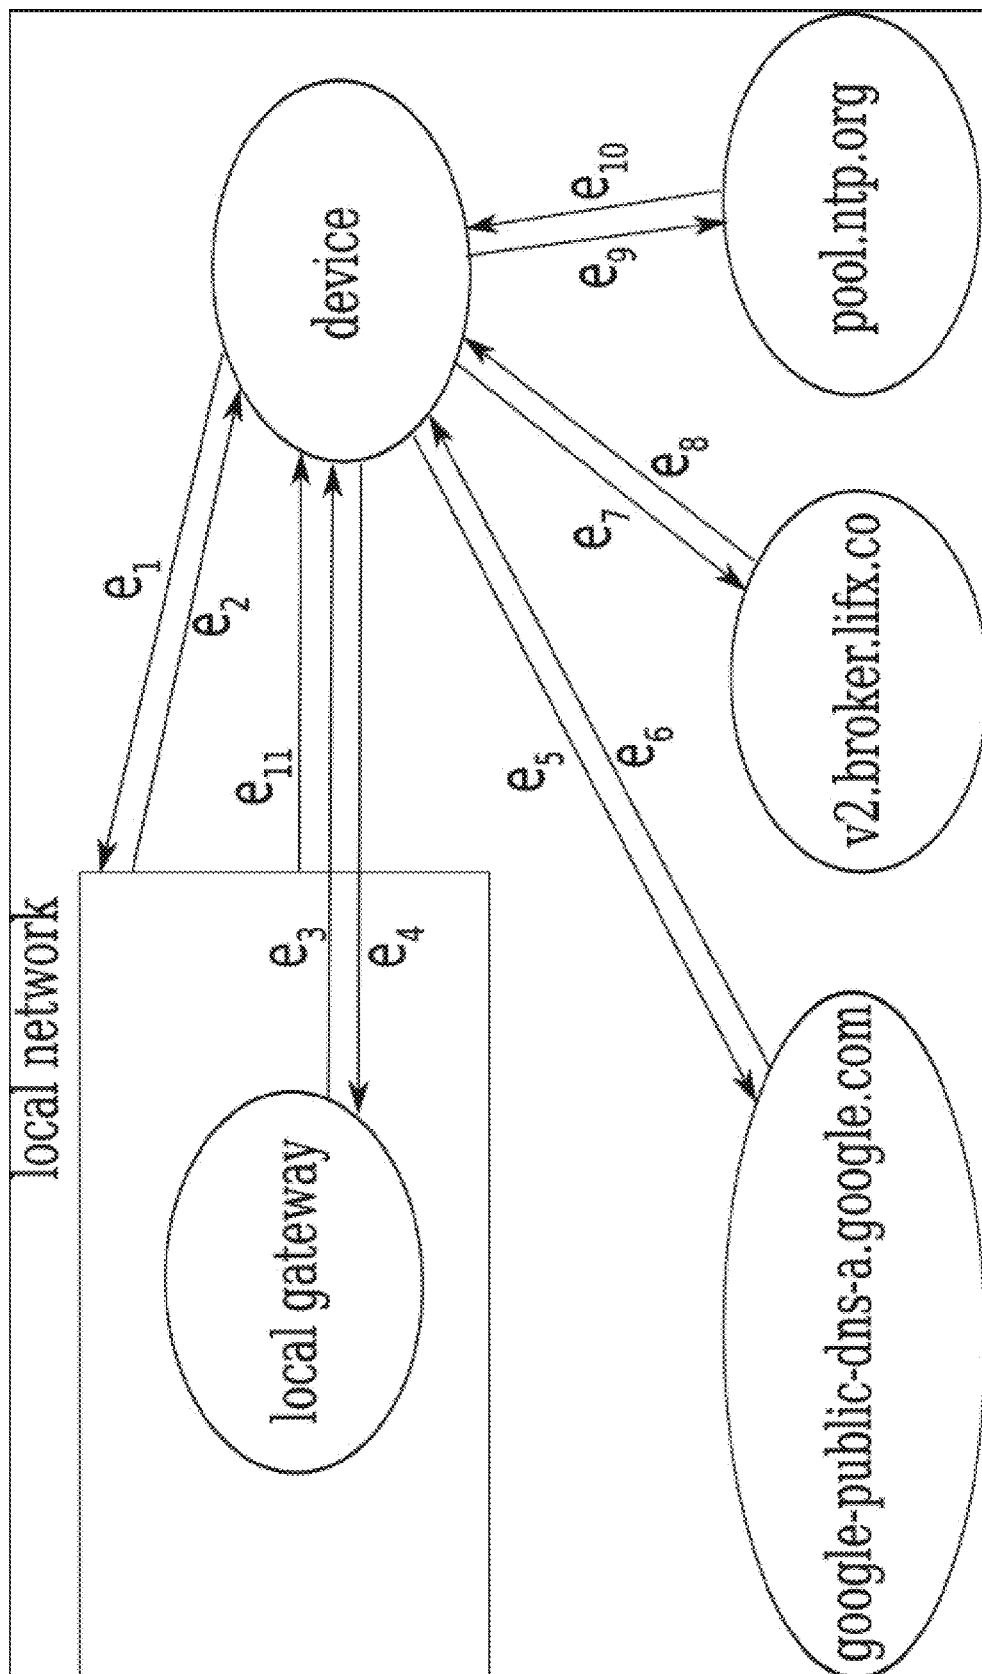 local network
local gateway
device
e1
e2
e11
e3
e4
e5
e6
e7
e8
e9
e10
google-public-dns-a.google.com
v2.broker.lifx.co
pool.ntp.org